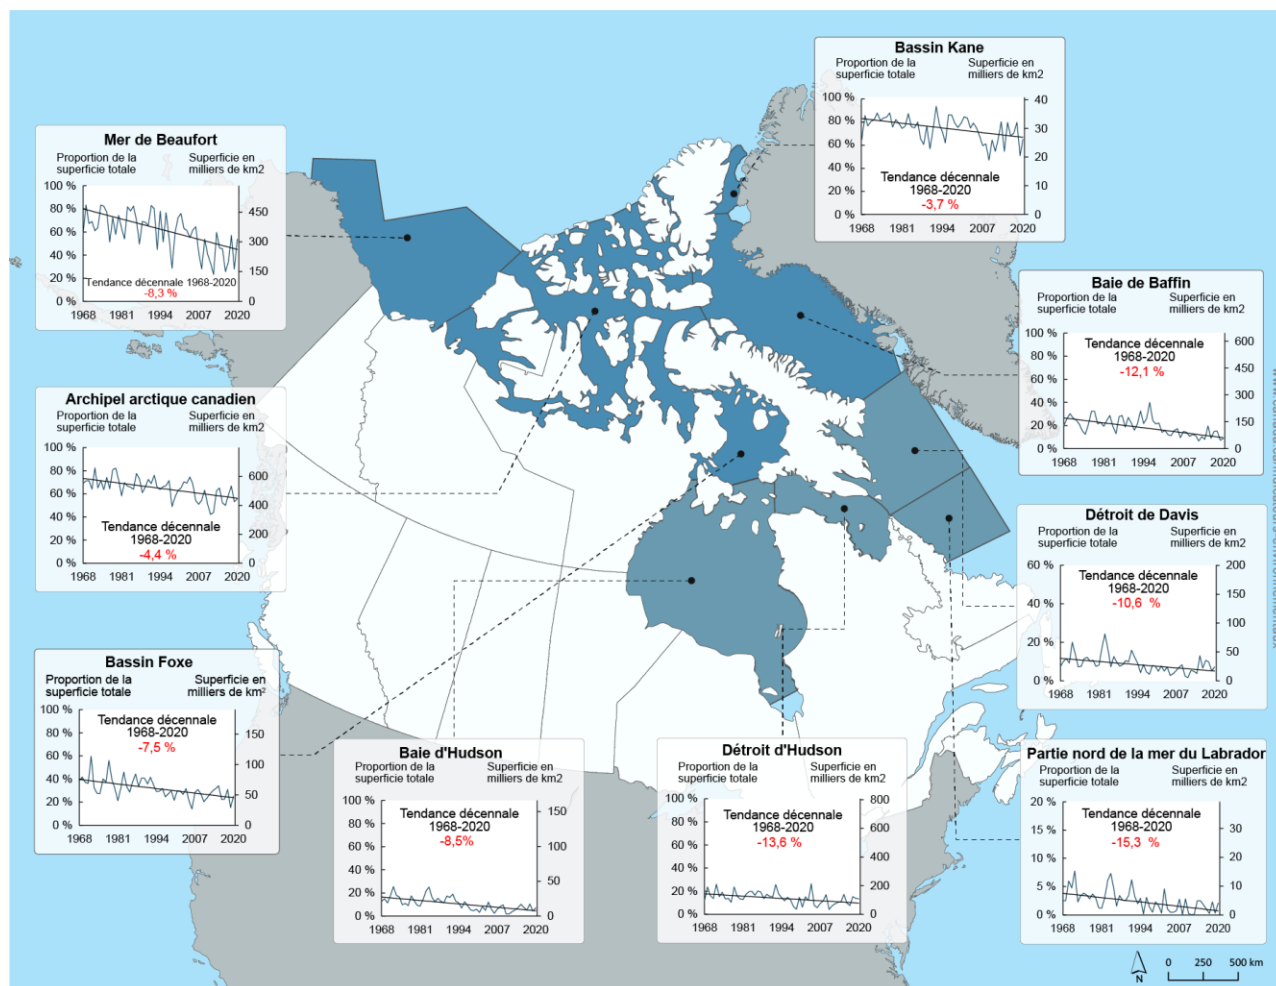 Bassin Kane
Proportion de la superficie totale
Superficie en milliers de km2
100 %
80 %
60 %
40 %
20 %
0 %
40
30
20
10
0
Tendance décennale
1968-2020
-3,7 %
1968 1981 1994 2007 2020
Mer de Beaufort
Proportion de la superficie totale
Superficie en milliers de km2
100 %
80 %
60 %
40 %
20 %
0 %
450
300
150
0
Tendance décennale 1968-2020
-8,3 %
1968 1981 1994 2007 2020
Baie de Baffin
Proportion de la superficie totale
Superficie en milliers de km2
100 %
80 %
60 %
40 %
20 %
0 %
600
450
300
150
0
Tendance décennale
1968-2020
-12,1 %
1968 1981 1994 2007 2020
Archipel arctique canadien
Proportion de la superficie totale
Superficie en milliers de km2
100 %
80 %
60 %
40 %
20 %
0 %
600
400
200
0
Tendance décennale
1968-2020
-4,4 %
1968 1981 1994 2007 2020
Détroit de Davis
Proportion de la superficie totale
Superficie en milliers de km2
60 %
40 %
20 %
0 %
200
150
100
50
0
Tendance décennale
1968-2020
-10,6 %
1968 1981 1994 2007 2020
Bassin Foxe
Proportion de la superficie totale
Superficie en milliers de km²
100 %
80 %
60 %
40 %
20 %
0 %
150
100
50
0
Tendance décennale
1968-2020
-7,5 %
1968 1981 1994 2007 2020
Baie d'Hudson
Proportion de la superficie totale
Superficie en milliers de km2
100 %
80 %
60 %
40 %
20 %
0 %
150
100
50
0
Tendance décennale
1968-2020
-8,5%
1968 1981 1994 2007 2020
Détroit d'Hudson
Proportion de la superficie totale
Superficie en milliers de km2
100 %
80 %
60 %
40 %
20 %
0 %
800
600
400
200
0
Tendance décennale
1968-2020
-13,6 %
1968 1981 1994 2007 2020
Partie nord de la mer du Labrador
Proportion de la superficie totale
Superficie en milliers de km2
20 %
15 %
10 %
5 %
0 %
30
20
10
0
Tendance décennale
1968-2020
-15,3 %
1968 1981 1994 2007 2020
N
0 250 500 km